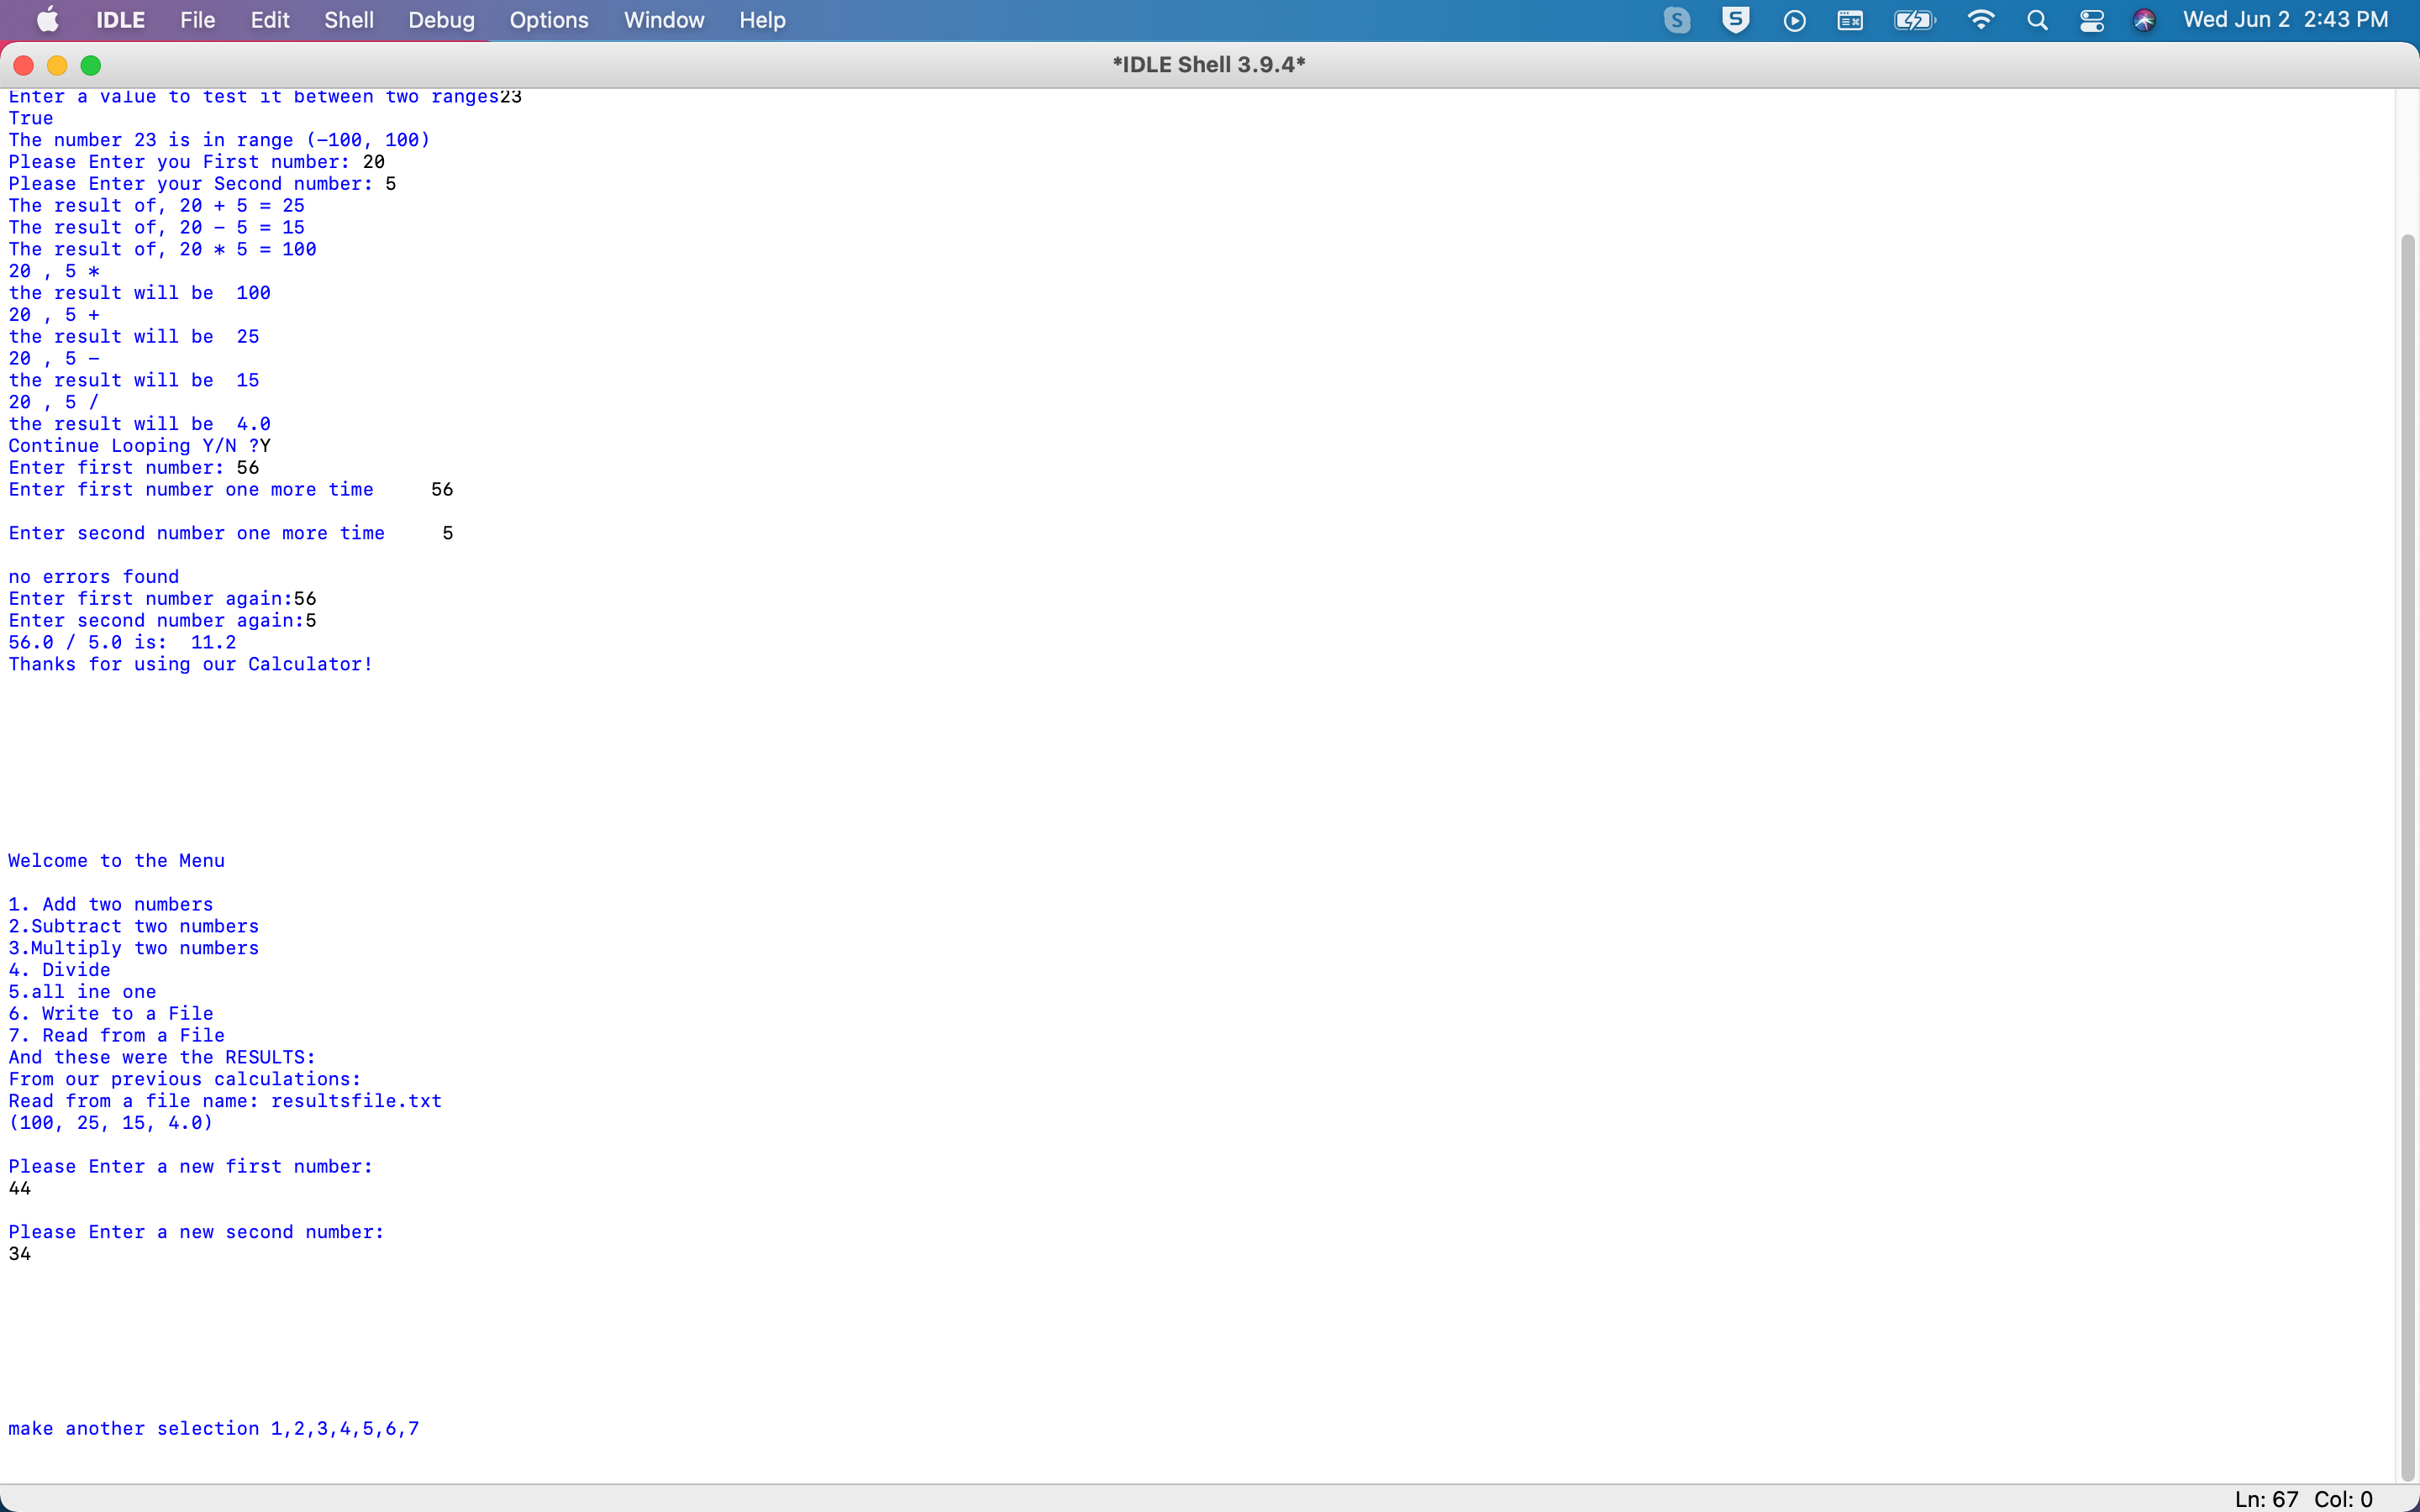 IDLE File Edit Shell Debug Options Window Help Wed Jun 2 2:43 PM
*IDLE Shell 3.9.4*
Enter a value to test it between two ranges23
True
The number 23 is in range (-100, 100)
Please Enter you First number: 20
Please Enter your Second number: 5
The result of, 20 + 5 = 25
The result of, 20 - 5 = 15
The result of, 20 * 5 = 100
20 , 5 *
the result will be  100
20 , 5 +
the result will be  25
20 , 5 -
the result will be  15
20 , 5 /
the result will be  4.0
Continue Looping Y/N ?Y
Enter first number: 56
Enter first number one more time     56
Enter second number one more time     5
no errors found
Enter first number again:56
Enter second number again:5
56.0 / 5.0 is:  11.2
Thanks for using our Calculator!
Welcome to the Menu
1. Add two numbers
2.Subtract two numbers
3.Multiply two numbers
4. Divide
5.all ine one
6. Write to a File
7. Read from a File
And these were the RESULTS:
From our previous calculations:
Read from a file name: resultsfile.txt
(100, 25, 15, 4.0)
Please Enter a new first number:
44
Please Enter a new second number:
34
make another selection 1,2,3,4,5,6,7
Ln: 67 Col: 0